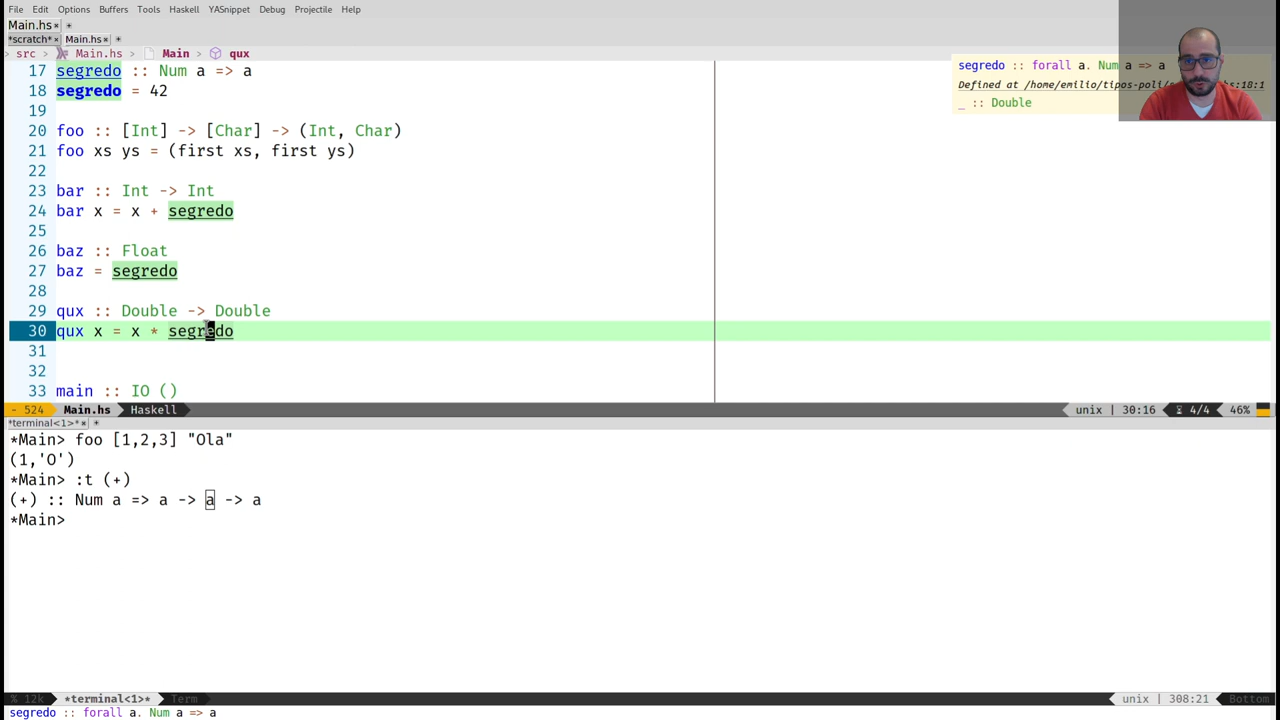 File Edit Options Buffers Tools Haskell YASnippet Debug Projectile Help
Main.hs × +
*scratch* × Main.hs × +
> src > Main.hs > Main > qux
17 segredo :: Num a => a
18 segredo = 42
19
20 foo :: [Int] -> [Char] -> (Int, Char)
21 foo xs ys = (first xs, first ys)
22
23 bar :: Int -> Int
24 bar x = x + segredo
25
26 baz :: Float
27 baz = segredo
28
29 qux :: Double -> Double
30 qux x = x * segredo
31
32
33 main :: IO ()
segredo :: forall a. Num a => a
Defined at /home/emilio/tipos-poli/
_ :: Double
- 524 Main.hs Haskell unix | 30:16 4/4 46%
*terminal<1>* × +
*Main> foo [1,2,3] "Ola"
(1,'O')
*Main> :t (+)
(+) :: Num a => a -> a -> a
*Main>
% 12k *terminal<1>* Term unix | 308:21 Bottom
segredo :: forall a. Num a => a